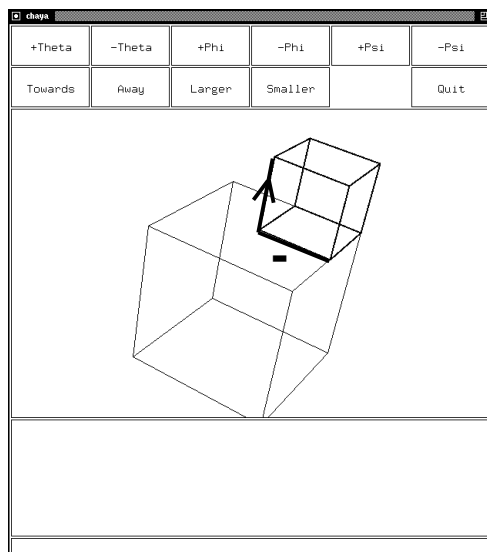 chaya
+Theta -Theta +Phi -Phi +Psi -Psi
Towards Away Larger Smaller Quit